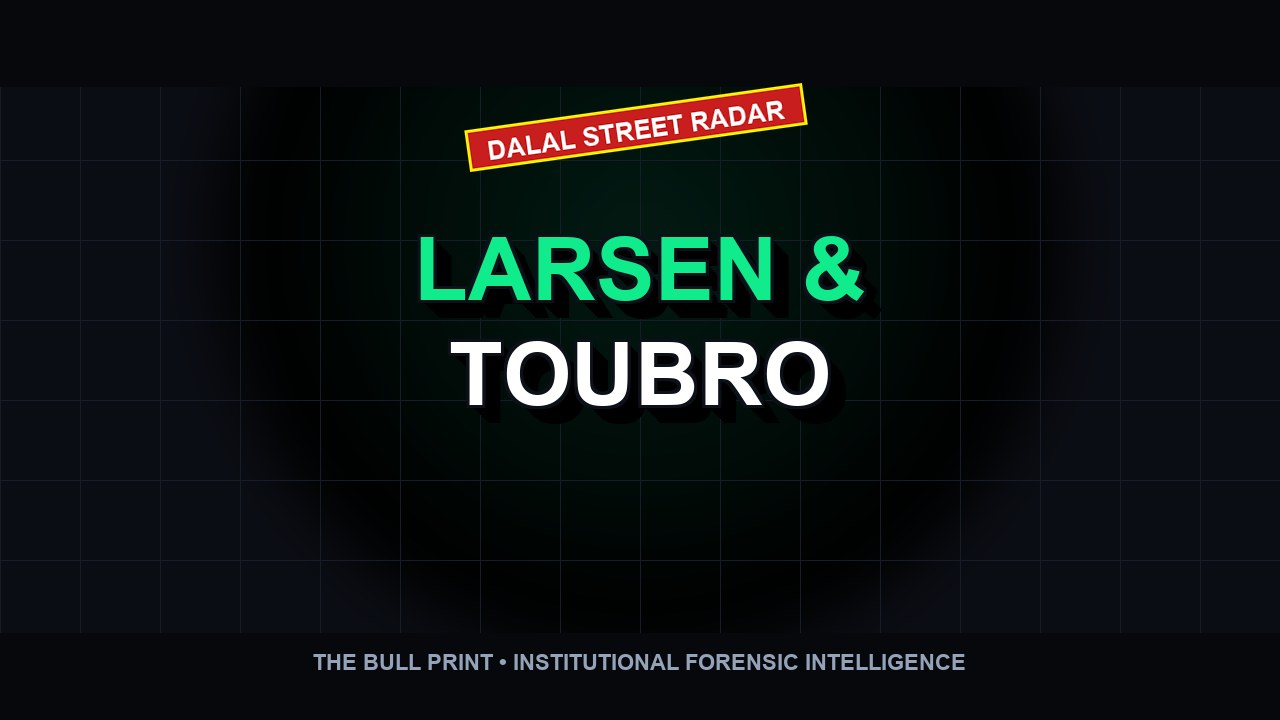 DALAL STREET RADAR
LARSEN &
TOUBRO
THE BULL PRINT • INSTITUTIONAL FORENSIC INTELLIGENCE